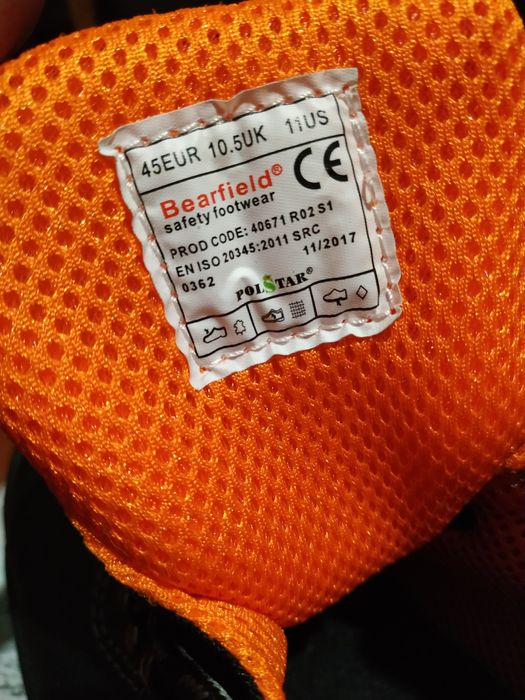 45EUR 10.5UK 11US
Bearfield® CE
safety footwear
PROD CODE: 40671 R02 S1
EN ISO 20345:2011 SRC
0362 11/2017
POLSTAR®